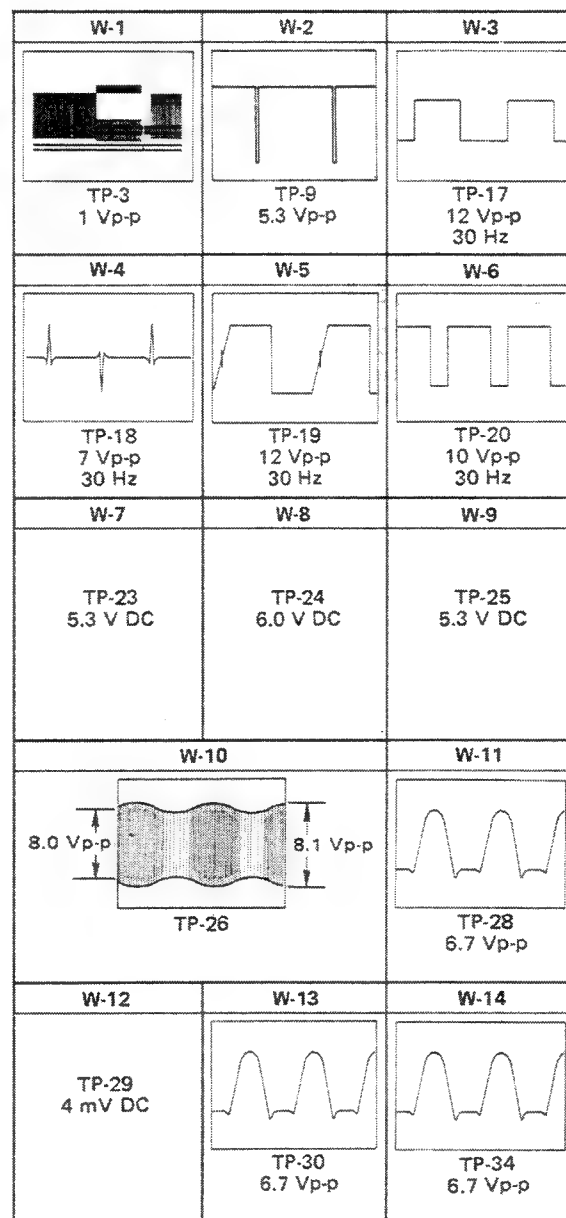 W-1 W-2 W-3
TP-3 TP-9 TP-17
1 Vp-p 5.3 Vp-p 12 Vp-p
30 Hz
W-4 W-5 W-6
TP-18 TP-19 TP-20
7 Vp-p 12 Vp-p 10 Vp-p
30 Hz 30 Hz 30 Hz
W-7 W-8 W-9
TP-23 TP-24 TP-25
5.3 V DC 6.0 V DC 5.3 V DC
W-10 W-11
8.0 Vp-p 8.1 Vp-p
TP-26 TP-28
6.7 Vp-p
W-12 W-13 W-14
TP-29
4 mV DC
TP-30 TP-34
6.7 Vp-p 6.7 Vp-p